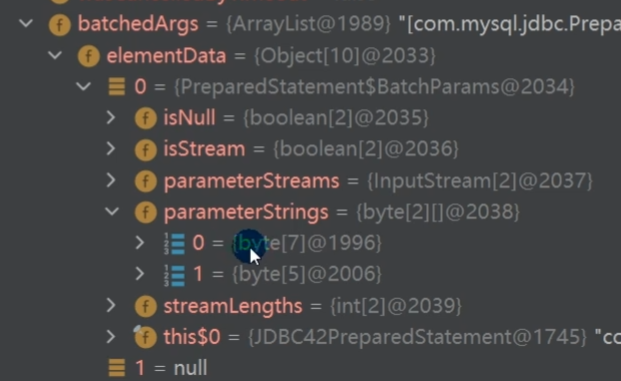 batchedArgs = {ArrayList@1989} "[com.mysql.jdbc.Prepa
elementData = {Object[10]@2033}
0 = {PreparedStatement$BatchParams@2034}
isNull = {boolean[2]@2035}
isStream = {boolean[2]@2036}
parameterStreams = {InputStream[2]@2037}
parameterStrings = {byte[2][]@2038}
0 = {byte[7]@1996}
1 = {byte[5]@2006}
streamLengths = {int[2]@2039}
this$0 = {JDBC42PreparedStatement@1745} "co
1 = null